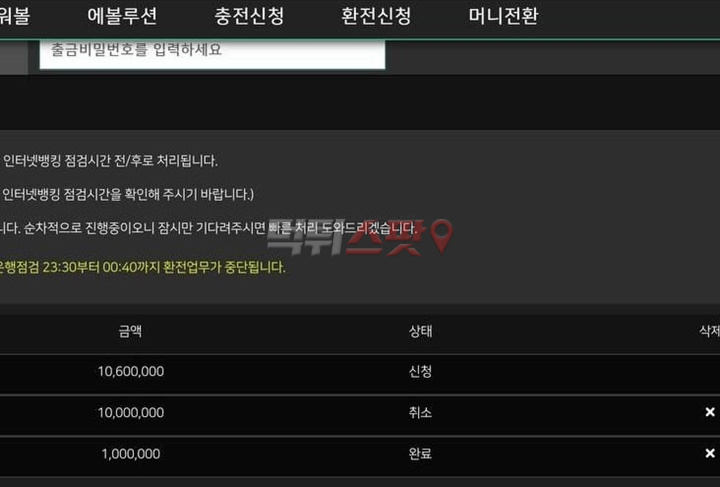 워볼 에볼루션 충전신청 환전신청 머니전환
출금비밀번호를 입력하세요
인터넷뱅킹 점검시간 전/후로 처리됩니다.
인터넷뱅킹 점검시간을 확인해 주시기 바랍니다.)
니다. 순차적으로 진행중이오니 잠시만 기다려주시면 빠른 처리 도와드리겠습니다.
먹튀스팟
은행점검 23:30부터 00:40까지 환전업무가 중단됩니다.
금액 상태 삭제
10,600,000 신청
10,000,000 취소 ×
1,000,000 완료 ×